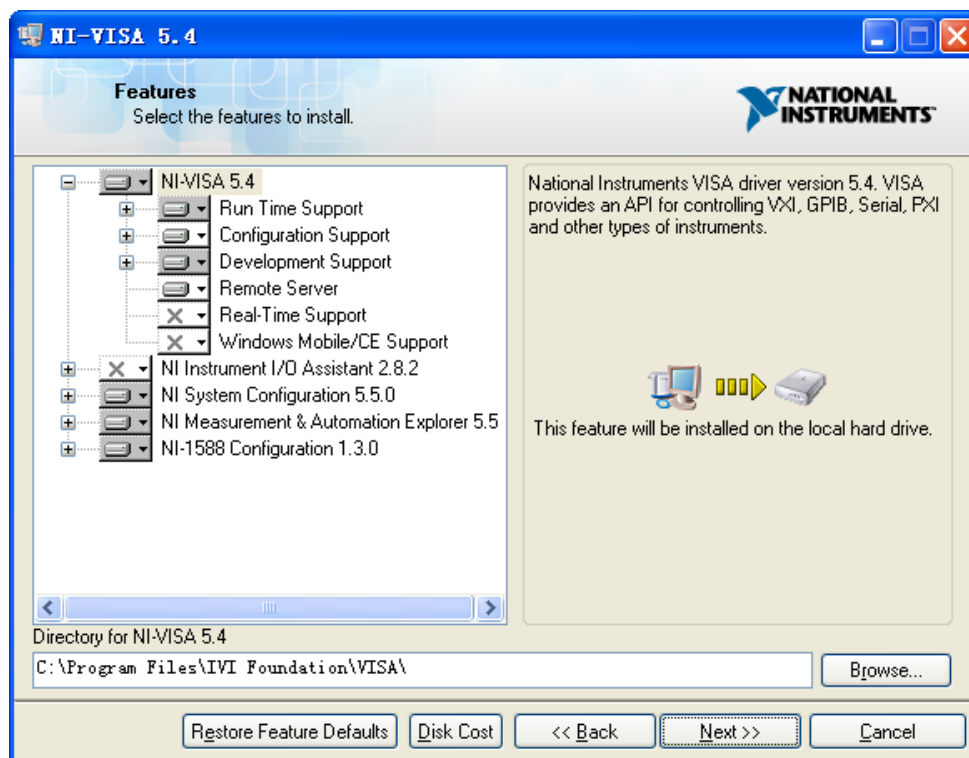 NI-VISA 5.4
Features
Select the features to install.
NATIONAL
INSTRUMENTS™
NI-VISA 5.4
Run Time Support
Configuration Support
Development Support
Remote Server
Real-Time Support
Windows Mobile/CE Support
NI Instrument I/O Assistant 2.8.2
NI System Configuration 5.5.0
NI Measurement & Automation Explorer 5.5
NI-1588 Configuration 1.3.0
National Instruments VISA driver version 5.4. VISA
provides an API for controlling VXI, GPIB, Serial, PXI
and other types of instruments.
This feature will be installed on the local hard drive.
Directory for NI-VISA 5.4
C:\Program Files\IVI Foundation\VISA\
Browse...
Restore Feature Defaults
Disk Cost
<< Back
Next >>
Cancel